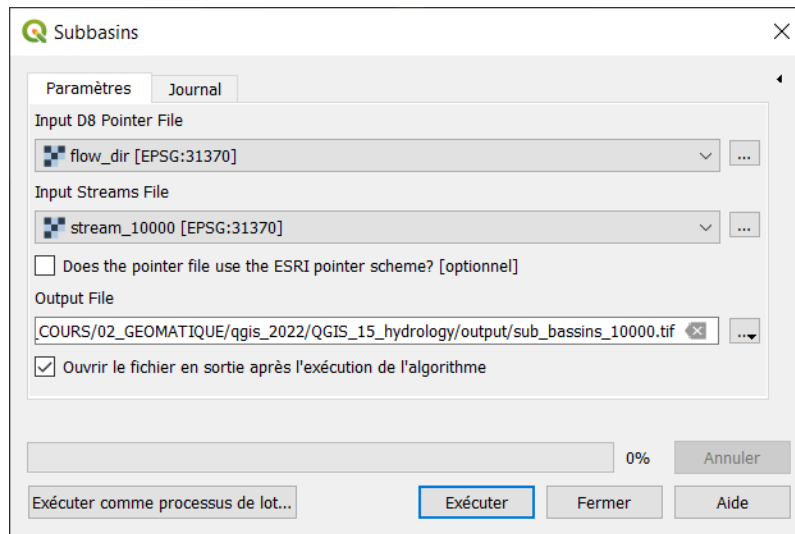 Subbasins
Paramètres Journal
Input D8 Pointer File
flow_dir [EPSG:31370]
...
Input Streams File
stream_10000 [EPSG:31370]
...
Does the pointer file use the ESRI pointer scheme? [optionnel]
Output File
_COURS/02_GEOMATIQUE/qgis_2022/QGIS_15_hydrology/output/sub_bassins_10000.tif
...
Ouvrir le fichier en sortie après l'exécution de l'algorithme
0% Annuler
Exécuter comme processus de lot... Exécuter Fermer Aide